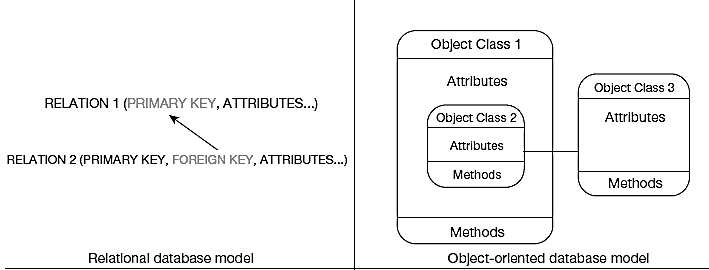 RELATION 1 (PRIMARY KEY, ATTRIBUTES...)
RELATION 2 (PRIMARY KEY, FOREIGN KEY, ATTRIBUTES...)
Relational database model
Object Class 1
Attributes
Object Class 2
Attributes
Methods
Methods
Object Class 3
Attributes
Methods
Object-oriented database model